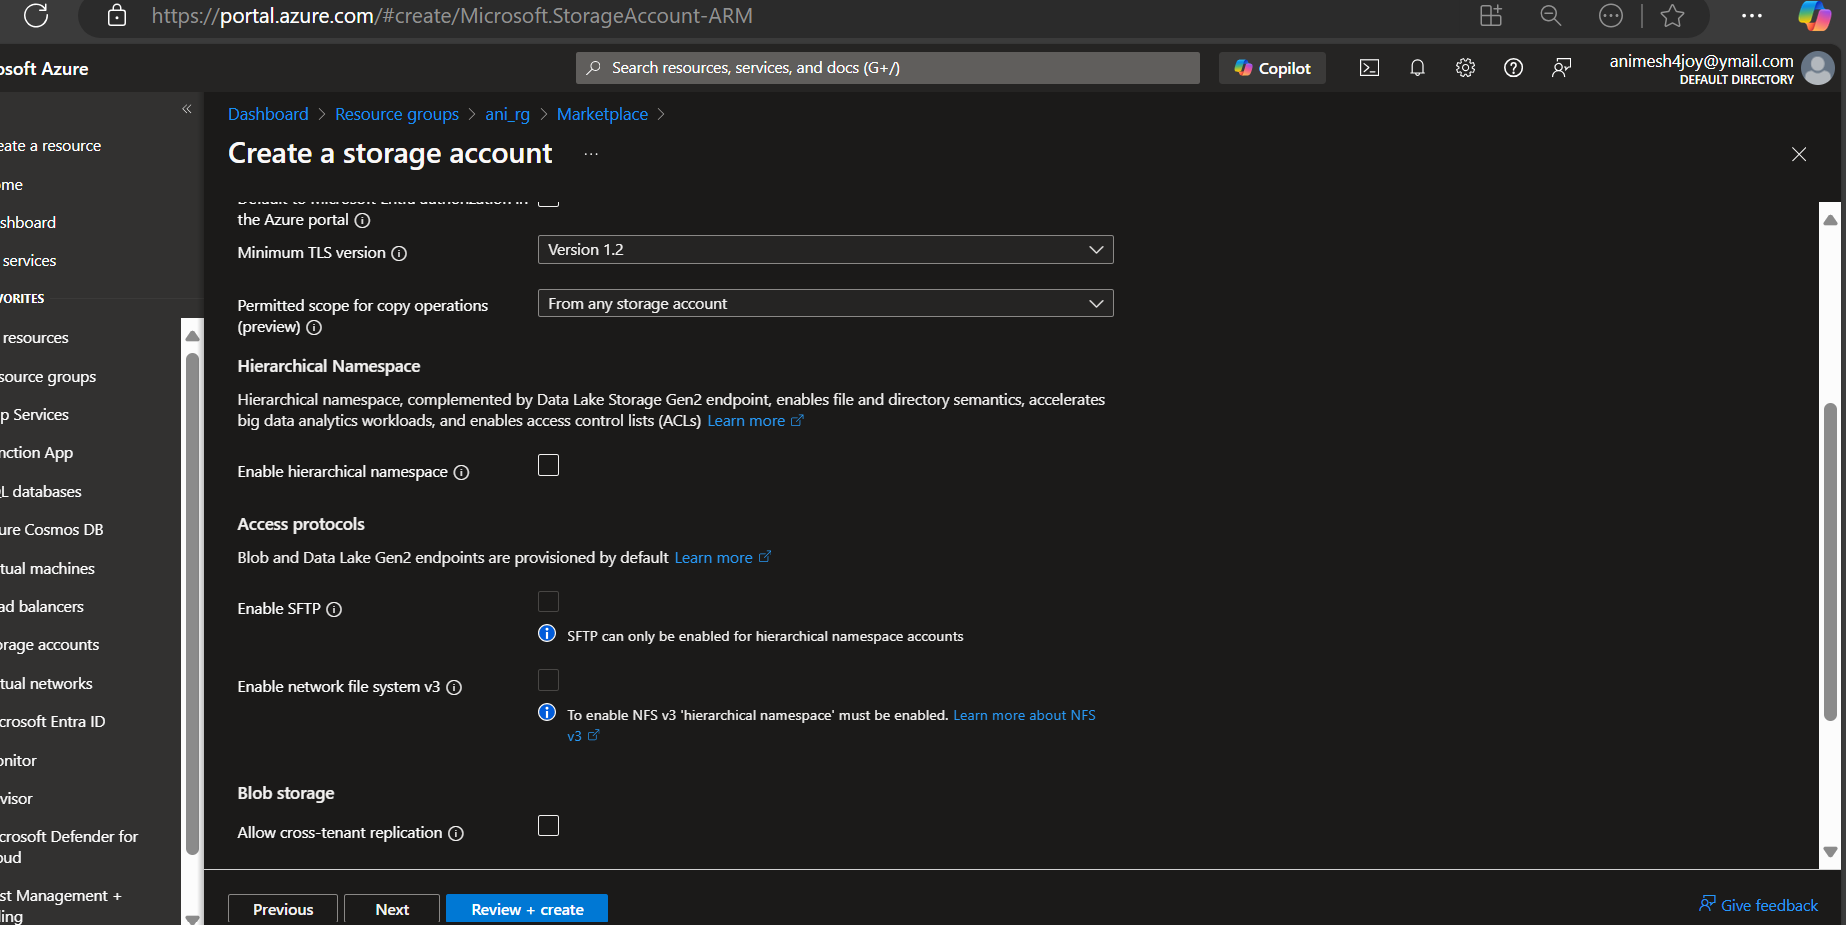 https://portal.azure.com/#create/Microsoft.StorageAccount-ARM
osoft Azure
Search resources, services, and docs (G+/)
Copilot
animesh4joy@ymail.com
DEFAULT DIRECTORY
eate a resource
me
shboard
services
VORITES
resources
source groups
p Services
nction App
L databases
ure Cosmos DB
tual machines
ad balancers
orage accounts
tual networks
crosoft Entra ID
onitor
visor
crosoft Defender for
oud
st Management +
ling
Dashboard > Resource groups > ani_rg > Marketplace >
Create a storage account ...
Default to Microsoft Entra authorization in
the Azure portal
Minimum TLS version
Version 1.2
Permitted scope for copy operations
(preview)
From any storage account
Hierarchical Namespace
Hierarchical namespace, complemented by Data Lake Storage Gen2 endpoint, enables file and directory semantics, accelerates
big data analytics workloads, and enables access control lists (ACLs) Learn more
Enable hierarchical namespace
Access protocols
Blob and Data Lake Gen2 endpoints are provisioned by default Learn more
Enable SFTP
SFTP can only be enabled for hierarchical namespace accounts
Enable network file system v3
To enable NFS v3 'hierarchical namespace' must be enabled. Learn more about NFS
v3
Blob storage
Allow cross-tenant replication
Previous
Next
Review + create
Give feedback